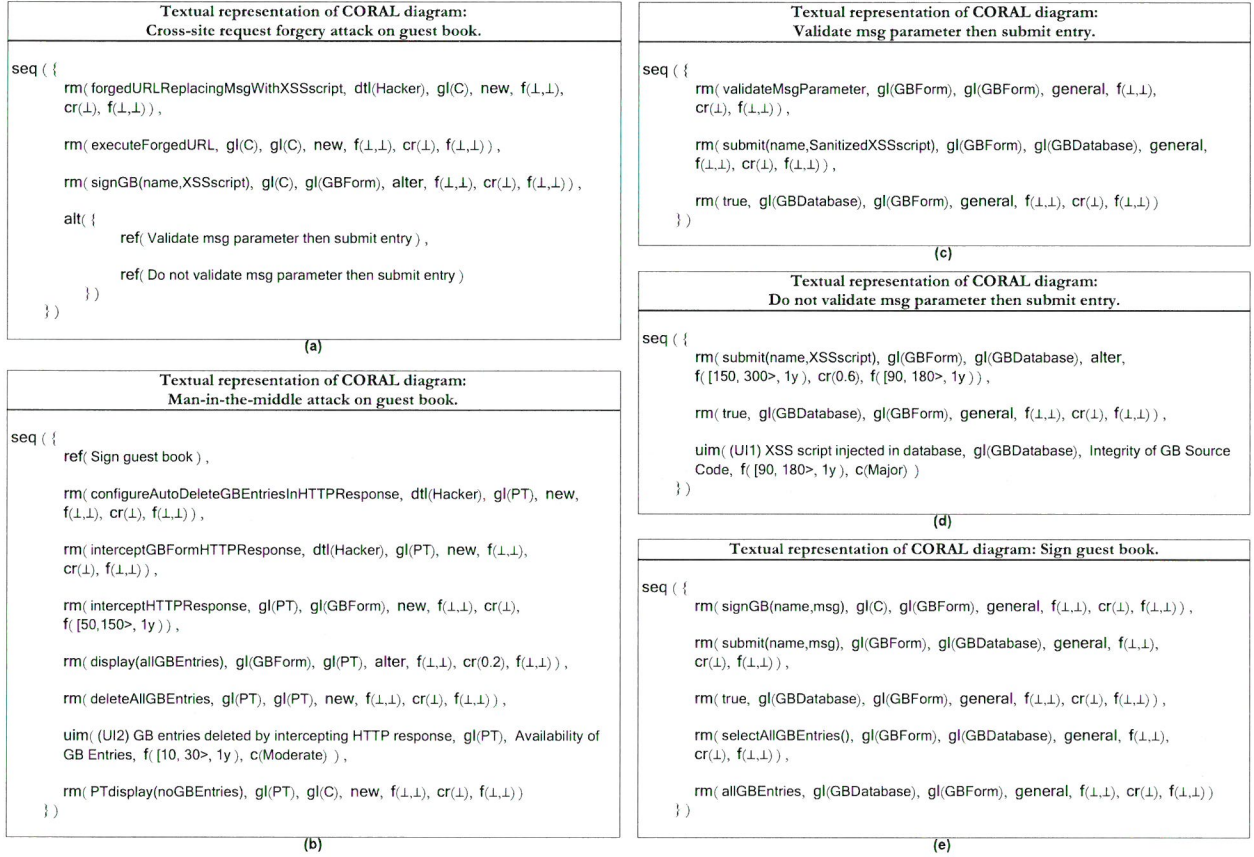 Textual representation of CORAL diagram:
Cross-site request forgery attack on guest book.
seq ( {
rm( forgedURLReplacingMsgWithXSSscript, dtl(Hacker), gl(C), new, f(⊥,⊥),
cr(⊥), f(⊥,⊥) ) ,
rm( executeForgedURL, gl(C), gl(C), new, f(⊥,⊥), cr(⊥), f(⊥,⊥) ) ,
rm( signGB(name,XSSscript), gl(C), gl(GBForm), alter, f(⊥,⊥), cr(⊥), f(⊥,⊥) ) ,
alt( {
ref( Validate msg parameter then submit entry ) ,
ref( Do not validate msg parameter then submit entry )
} )
} )
(a)
Textual representation of CORAL diagram:
Man-in-the-middle attack on guest book.
seq ( {
ref( Sign guest book ) ,
rm( configureAutoDeleteGBEntriesInHTTPResponse, dtl(Hacker), gl(PT), new,
f(⊥,⊥), cr(⊥), f(⊥,⊥) ) ,
rm( interceptGBFormHTTPResponse, dtl(Hacker), gl(PT), new, f(⊥,⊥),
cr(⊥), f(⊥,⊥) ) ,
rm( interceptHTTPResponse, gl(PT), gl(GBForm), new, f(⊥,⊥), cr(⊥),
f( [50,150>, 1y ) ) ,
rm( display(allGBEntries), gl(GBForm), gl(PT), alter, f(⊥,⊥), cr(0.2), f(⊥,⊥) ) ,
rm( deleteAllGBEntries, gl(PT), gl(PT), new, f(⊥,⊥), cr(⊥), f(⊥,⊥) ) ,
uim( (UI2) GB entries deleted by intercepting HTTP response, gl(PT), Availability of
GB Entries, f( [10, 30>, 1y ), c(Moderate) ) ,
rm( PTdisplay(noGBEntries), gl(PT), gl(C), new, f(⊥,⊥), cr(⊥), f(⊥,⊥) )
} )
(b)
Textual representation of CORAL diagram:
Validate msg parameter then submit entry.
seq ( {
rm( validateMsgParameter, gl(GBForm), gl(GBForm), general, f(⊥,⊥),
cr(⊥), f(⊥,⊥) ) ,
rm( submit(name,SanitizedXSSscript), gl(GBForm), gl(GBDatabase), general,
f(⊥,⊥), cr(⊥), f(⊥,⊥) ) ,
rm( true, gl(GBDatabase), gl(GBForm), general, f(⊥,⊥), cr(⊥), f(⊥,⊥) )
} )
(c)
Textual representation of CORAL diagram:
Do not validate msg parameter then submit entry.
seq ( {
rm( submit(name,XSSscript), gl(GBForm), gl(GBDatabase), alter,
f( [150, 300>, 1y ), cr(0.6), f( [90, 180>, 1y ) ) ,
rm( true, gl(GBDatabase), gl(GBForm), general, f(⊥,⊥), cr(⊥), f(⊥,⊥) ) ,
uim( (UI1) XSS script injected in database, gl(GBDatabase), Integrity of GB Source
Code, f( [90, 180>, 1y ), c(Major) )
} )
(d)
Textual representation of CORAL diagram: Sign guest book.
seq ( {
rm( signGB(name,msg), gl(C), gl(GBForm), general, f(⊥,⊥), cr(⊥), f(⊥,⊥) ) ,
rm( submit(name,msg), gl(GBForm), gl(GBDatabase), general, f(⊥,⊥),
cr(⊥), f(⊥,⊥) ) ,
rm( true, gl(GBDatabase), gl(GBForm), general, f(⊥,⊥), cr(⊥), f(⊥,⊥) ) ,
rm( selectAllGBEntries(), gl(GBForm), gl(GBDatabase), general, f(⊥,⊥),
cr(⊥), f(⊥,⊥) ) ,
rm( allGBEntries, gl(GBDatabase), gl(GBForm), general, f(⊥,⊥), cr(⊥), f(⊥,⊥) )
} )
(e)